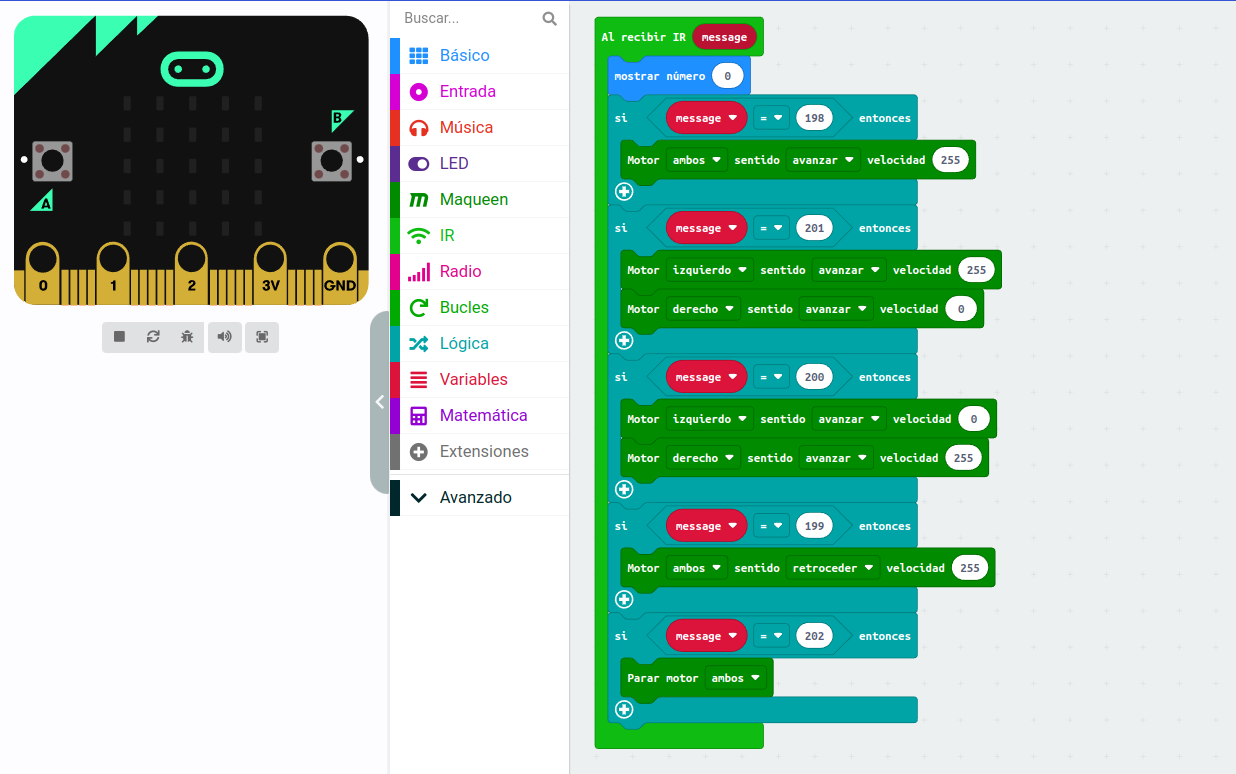 B
A
0 1 2 3V GND
Buscar...
Básico
Entrada
Música
LED
Maqueen
IR
Radio
Bucles
Lógica
Variables
Matemática
Extensiones
Avanzado
Al recibir IR message
mostrar número 0
si message = 198 entonces
Motor ambos sentido avanzar velocidad 255
si message = 201 entonces
Motor izquierdo sentido avanzar velocidad 255
Motor derecho sentido avanzar velocidad 0
si message = 200 entonces
Motor izquierdo sentido avanzar velocidad 0
Motor derecho sentido avanzar velocidad 255
si message = 199 entonces
Motor ambos sentido retroceder velocidad 255
si message = 202 entonces
Parar motor ambos